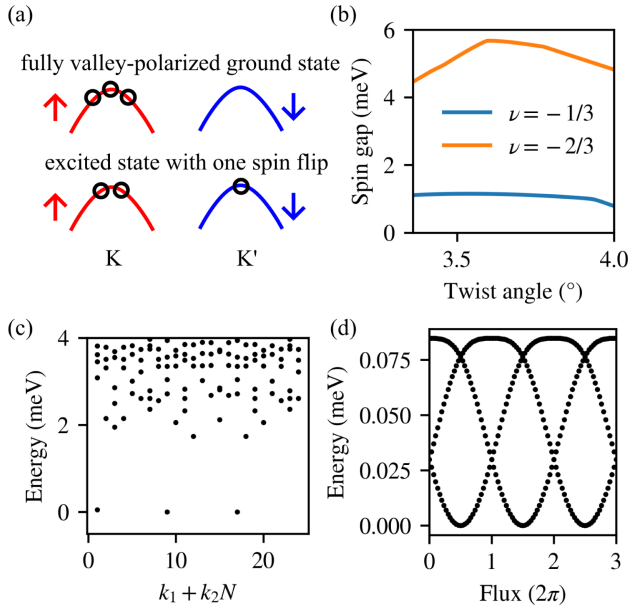 (a)
fully valley-polarized ground state
excited state with one spin flip
K K'
(b)
Spin gap (meV)
6
4
2
0
ν = −1/3
ν = −2/3
3.5 4.0
Twist angle (°)
(c)
Energy (meV)
4
2
0
0 10 20
k₁ + k₂N
(d)
Energy (meV)
0.075
0.050
0.025
0.000
0 1 2 3
Flux (2π)